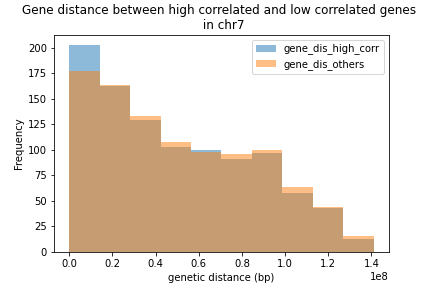 Gene distance between high correlated and low correlated genes
in chr7
gene_dis_high_corr
gene_dis_others
Frequency
200
175
150
125
100
75
50
25
0
0.0 0.2 0.4 0.6 0.8 1.0 1.2 1.4
1e8
genetic distance (bp)